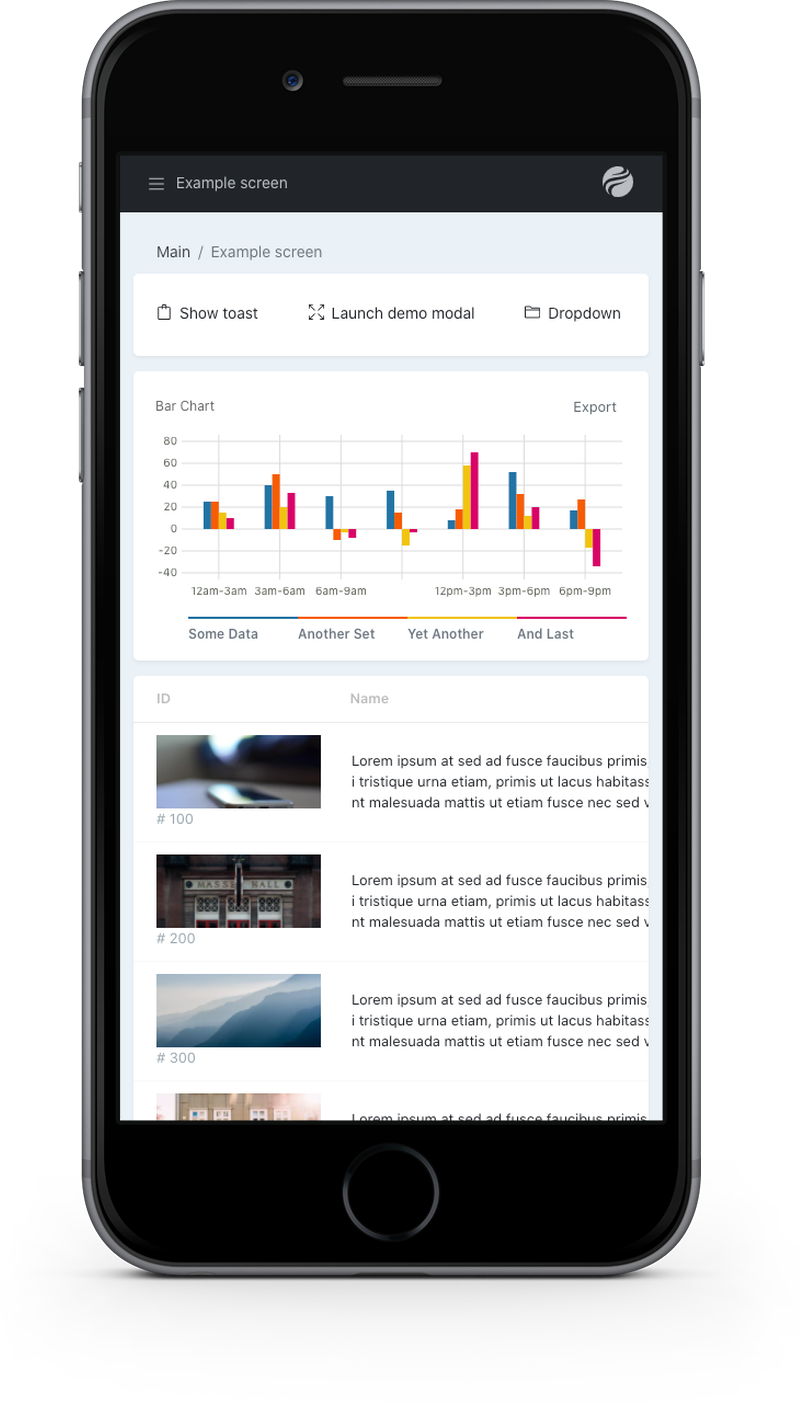 Example screen
Main / Example screen
Show toast
Launch demo modal
Dropdown
Bar Chart
Export
80
60
40
20
0
-20
-40
12am-3am 3am-6am 6am-9am 12pm-3pm 3pm-6pm 6pm-9pm
Some Data Another Set Yet Another And Last
ID Name
Lorem ipsum at sed ad fusce faucibus primis,
i tristique urna etiam, primis ut lacus habitass
nt malesuada mattis ut etiam fusce nec sed v
# 100
MASSEY HALL
Lorem ipsum at sed ad fusce faucibus primis,
i tristique urna etiam, primis ut lacus habitass
nt malesuada mattis ut etiam fusce nec sed v
# 200
Lorem ipsum at sed ad fusce faucibus primis,
i tristique urna etiam, primis ut lacus habitass
nt malesuada mattis ut etiam fusce nec sed v
# 300
Lorem ipsum at sed ad fusce faucibus primis,